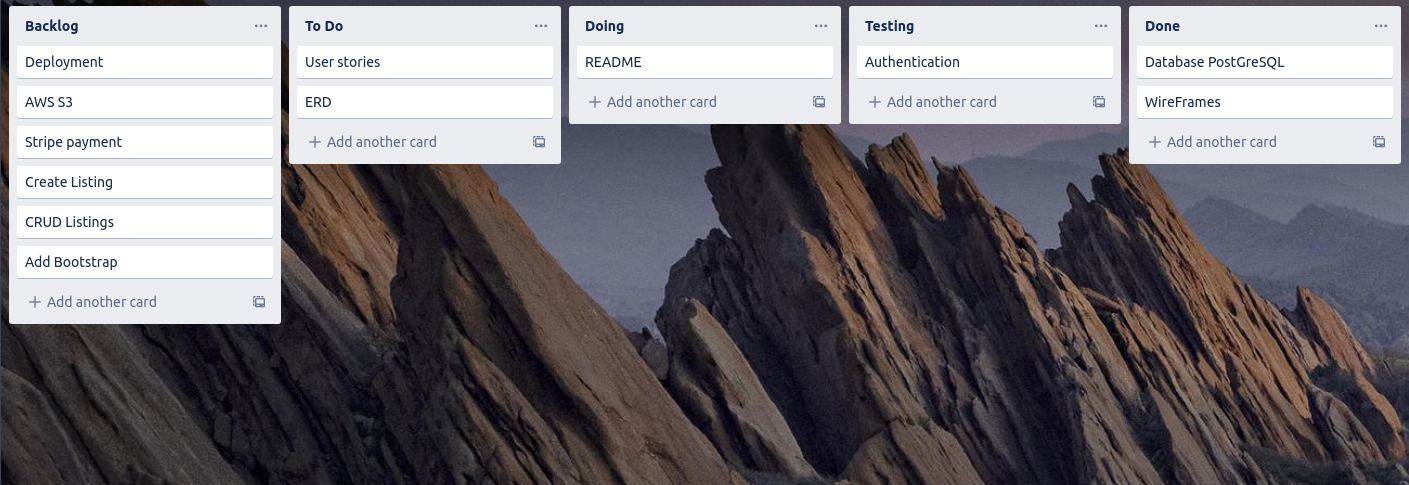 Backlog
Deployment
AWS S3
Stripe payment
Create Listing
CRUD Listings
Add Bootstrap
Add another card
To Do
User stories
ERD
Add another card
Doing
README
Add another card
Testing
Authentication
Add another card
Done
Database PostGreSQL
WireFrames
Add another card